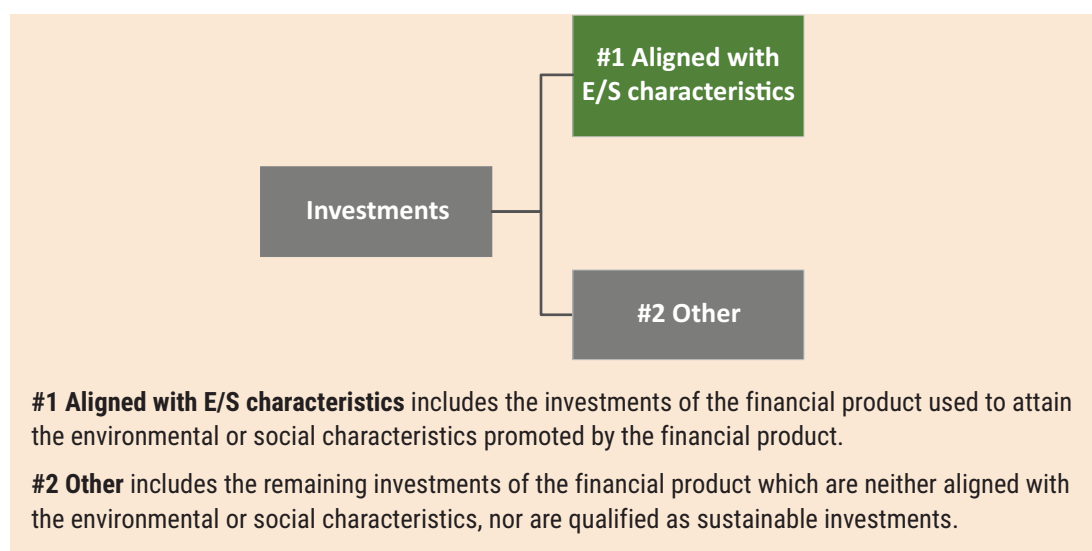 #1 Aligned with
E/S characteristics
Investments
#2 Other
#1 Aligned with E/S characteristics includes the investments of the financial product used to attain
the environmental or social characteristics promoted by the financial product.
#2 Other includes the remaining investments of the financial product which are neither aligned with
the environmental or social characteristics, nor are qualified as sustainable investments.